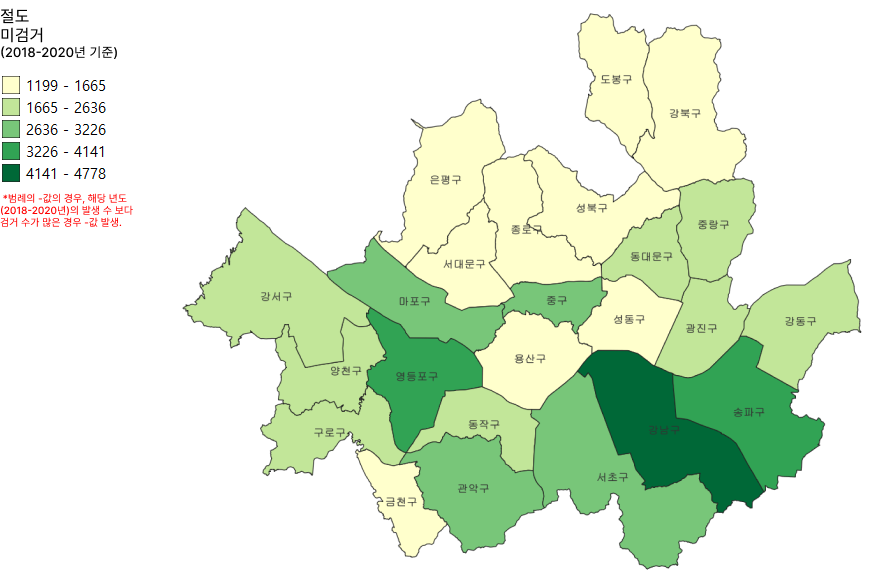 절도
미검거
(2018-2020년 기준)
1199 - 1665
1665 - 2636
2636 - 3226
3226 - 4141
4141 - 4778
*범례의 -값의 경우, 해당 년도
(2018-2020년)의 발생 수 보다
검거 수가 많은 경우 -값 발생.
도봉구
강북구
은평구
성북구
종로구
중랑구
동대문구
서대문구
강서구
마포구
중구
성동구
광진구
강동구
용산구
양천구
영등포구
송파구
동작구
강남구
구로구
서초구
관악구
금천구